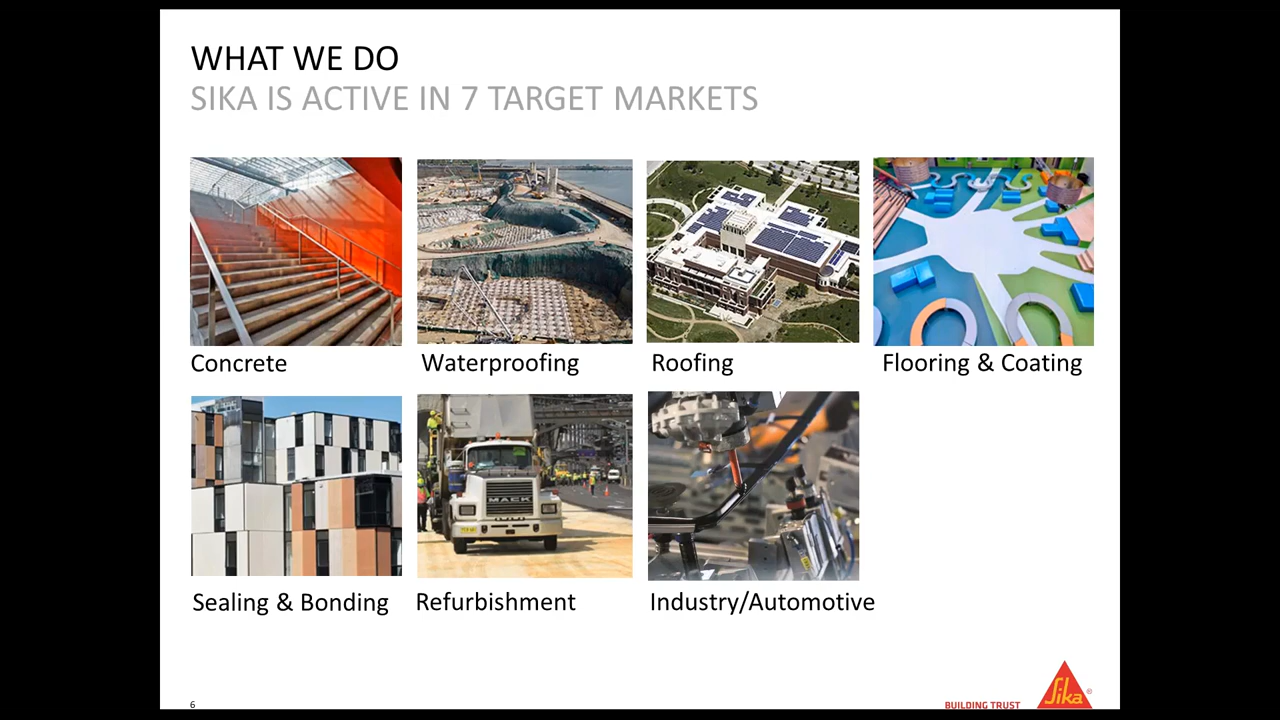 WHAT WE DO
SIKA IS ACTIVE IN 7 TARGET MARKETS
Concrete
Waterproofing
Roofing
Flooring & Coating
MACK
Sealing & Bonding
Refurbishment
Industry/Automotive
6
BUILDING TRUST
Sika®